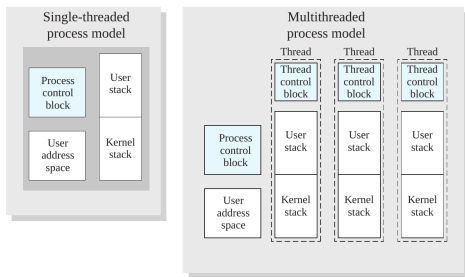 Single-threaded
process model
Process
control
block
User
stack
User
address
space
Kernel
stack
Multithreaded
process model
Thread
Thread
Thread
Thread
control
block
Thread
control
block
Thread
control
block
Process
control
block
User
stack
User
stack
User
stack
User
address
space
Kernel
stack
Kernel
stack
Kernel
stack